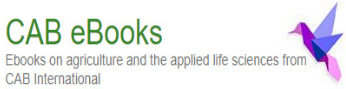 CAB eBooks
Ebooks on agriculture and the applied life sciences from
CAB International